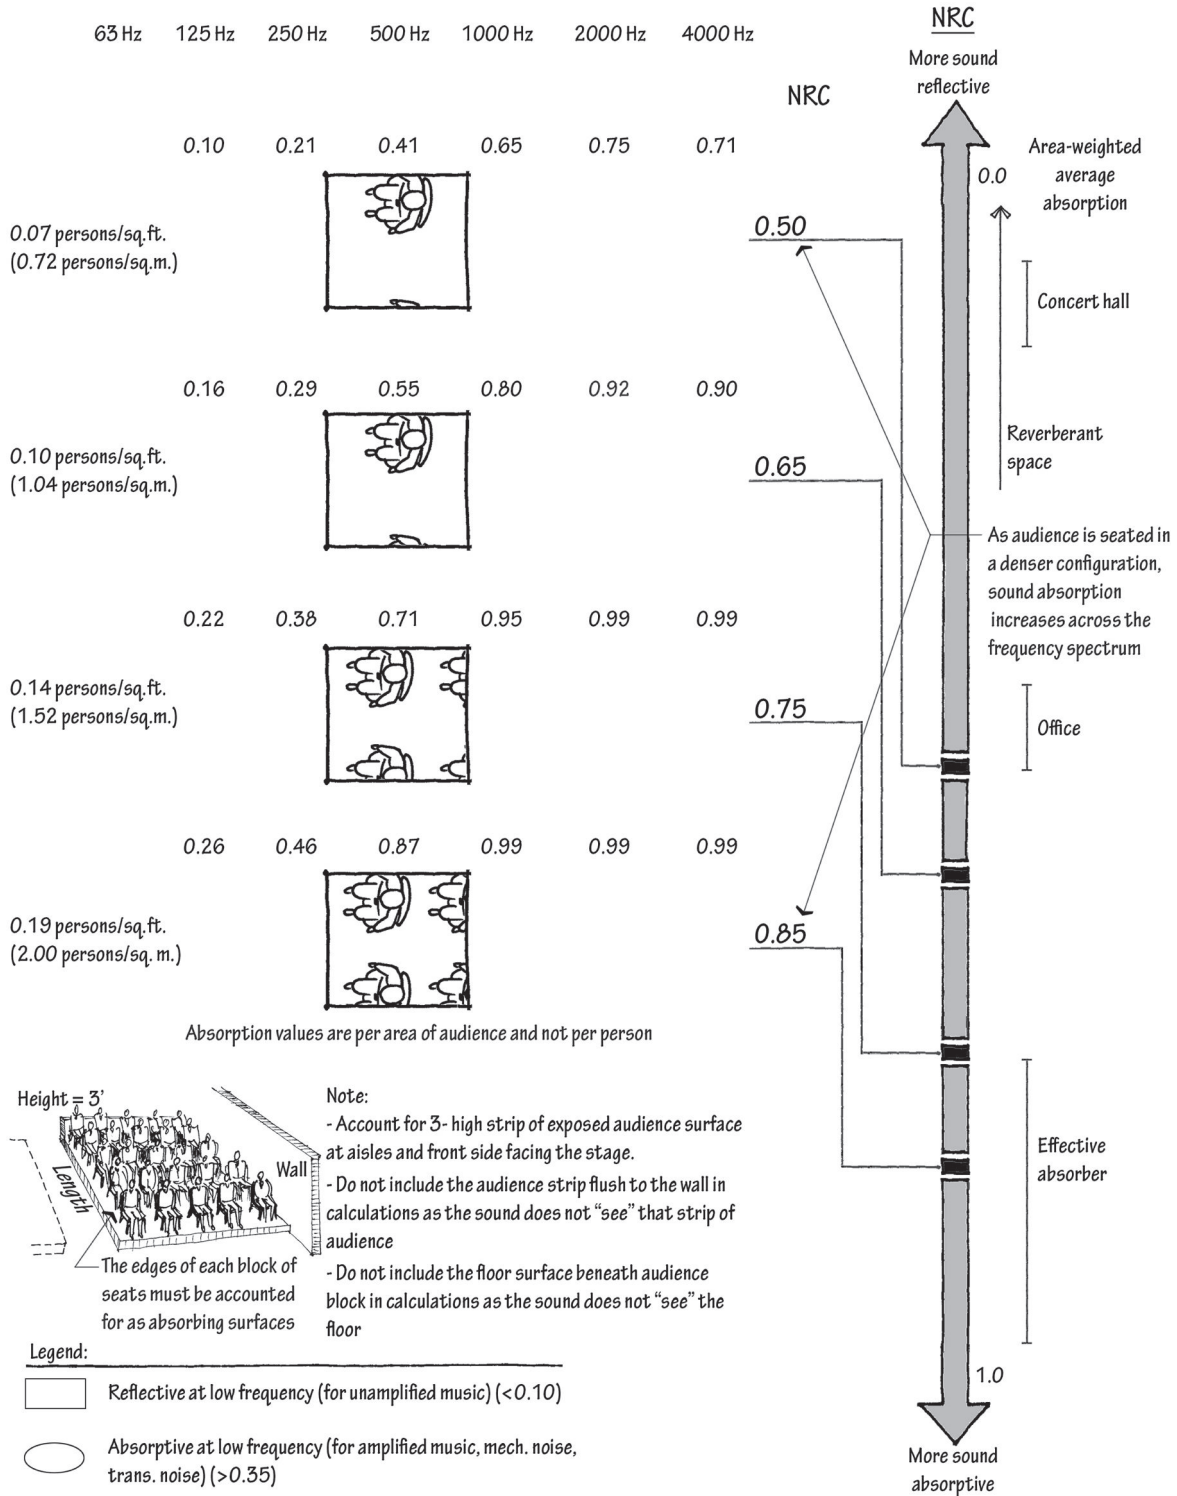 NRC
63 Hz 125 Hz 250 Hz 500 Hz 1000 Hz 2000 Hz 4000 Hz
More sound
reflective
NRC
0.10 0.21 0.41 0.65 0.75 0.71
Area-weighted
average
absorption
0.0
0.07 persons/sq.ft.
(0.72 persons/sq.m.)
0.50
Concert hall
0.16 0.29 0.55 0.80 0.92 0.90
Reverberant
space
0.10 persons/sq.ft.
(1.04 persons/sq.m.)
0.65
As audience is seated in
a denser configuration,
sound absorption
increases across the
frequency spectrum
0.22 0.38 0.71 0.95 0.99 0.99
0.14 persons/sq.ft.
(1.52 persons/sq.m.)
0.75
Office
0.26 0.46 0.87 0.99 0.99 0.99
0.19 persons/sq.ft.
(2.00 persons/sq. m.)
0.85
Absorption values are per area of audience and not per person
Height = 3'
Length
Wall
The edges of each block of
seats must be accounted
for as absorbing surfaces
Note:
- Account for 3- high strip of exposed audience surface
at aisles and front side facing the stage.
- Do not include the audience strip flush to the wall in
calculations as the sound does not “see” that strip of
audience
- Do not include the floor surface beneath audience
block in calculations as the sound does not “see” the
floor
Effective
absorber
1.0
More sound
absorptive
Legend:
Reflective at low frequency (for unamplified music) (<0.10)
Absorptive at low frequency (for amplified music, mech. noise,
trans. noise) (>0.35)